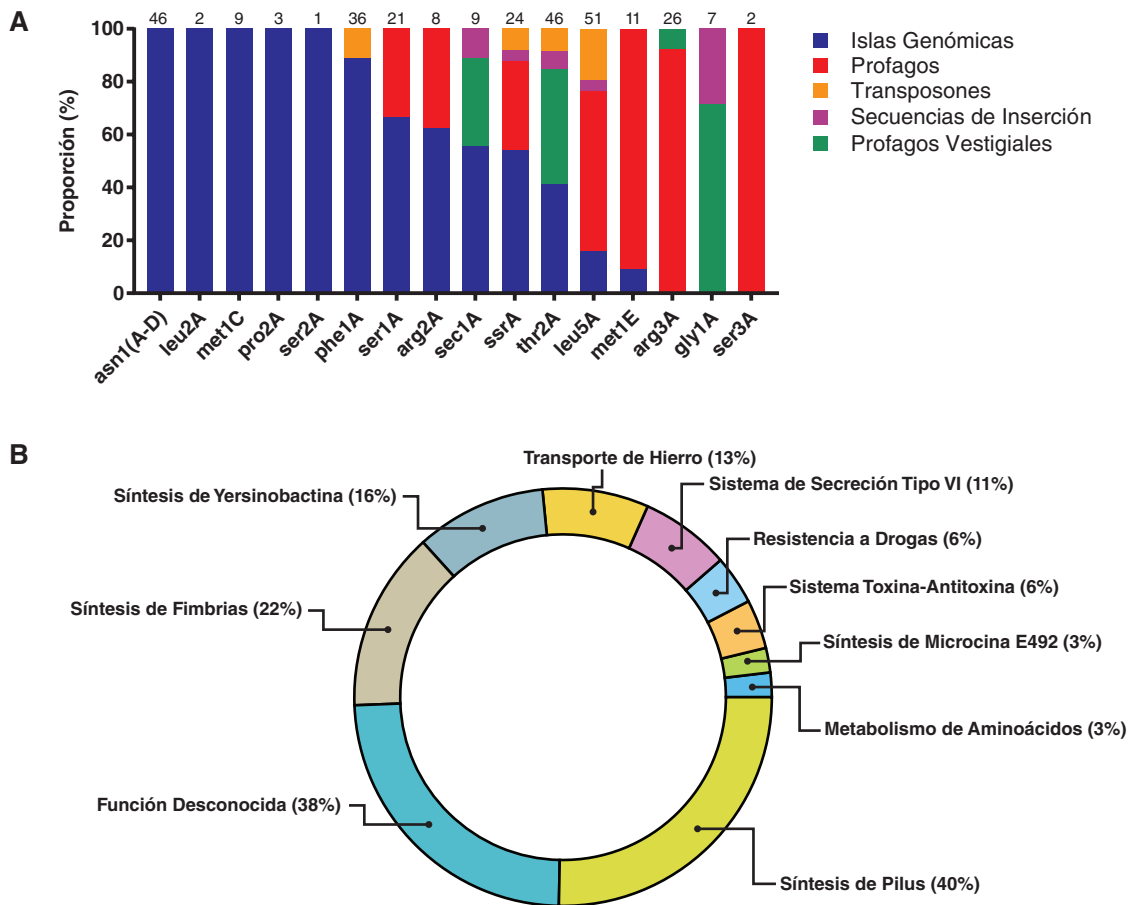 A
46 2 9 3 1 36 21 8 9 24 46 51 11 26 7 2
100
80
60
40
20
0
Proporción (%)
asn1(A-D) leu2A met1C pro2A ser2A phe1A ser1A arg2A sec1A ssrA thr2A leu5A met1E arg3A gly1A ser3A
Islas Genómicas
Profagos
Transposones
Secuencias de Inserción
Profagos Vestigiales
B
Transporte de Hierro (13%)
Síntesis de Yersinobactina (16%)
Sistema de Secreción Tipo VI (11%)
Resistencia a Drogas (6%)
Sistema Toxina-Antitoxina (6%)
Síntesis de Fimbrias (22%)
Síntesis de Microcina E492 (3%)
Metabolismo de Aminoácidos (3%)
Función Desconocida (38%)
Síntesis de Pilus (40%)